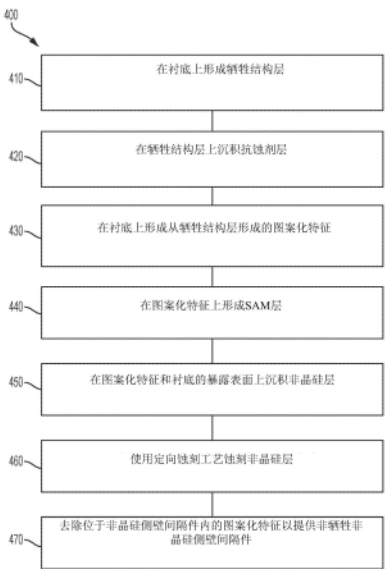 400
410
在衬底上形成牺牲结构层
420
在牺牲结构层上沉积抗蚀剂层
430
在衬底上形成从牺牲结构层形成的图案化特征
440
在图案化特征上形成SAM层
450
在图案化特征和衬底的暴露表面上沉积非晶硅层
460
使用定向蚀刻工艺蚀刻非晶硅层
470
去除位于非晶硅侧壁间隔件内的图案化特征以提供非牺牲非
晶硅侧壁间隔件